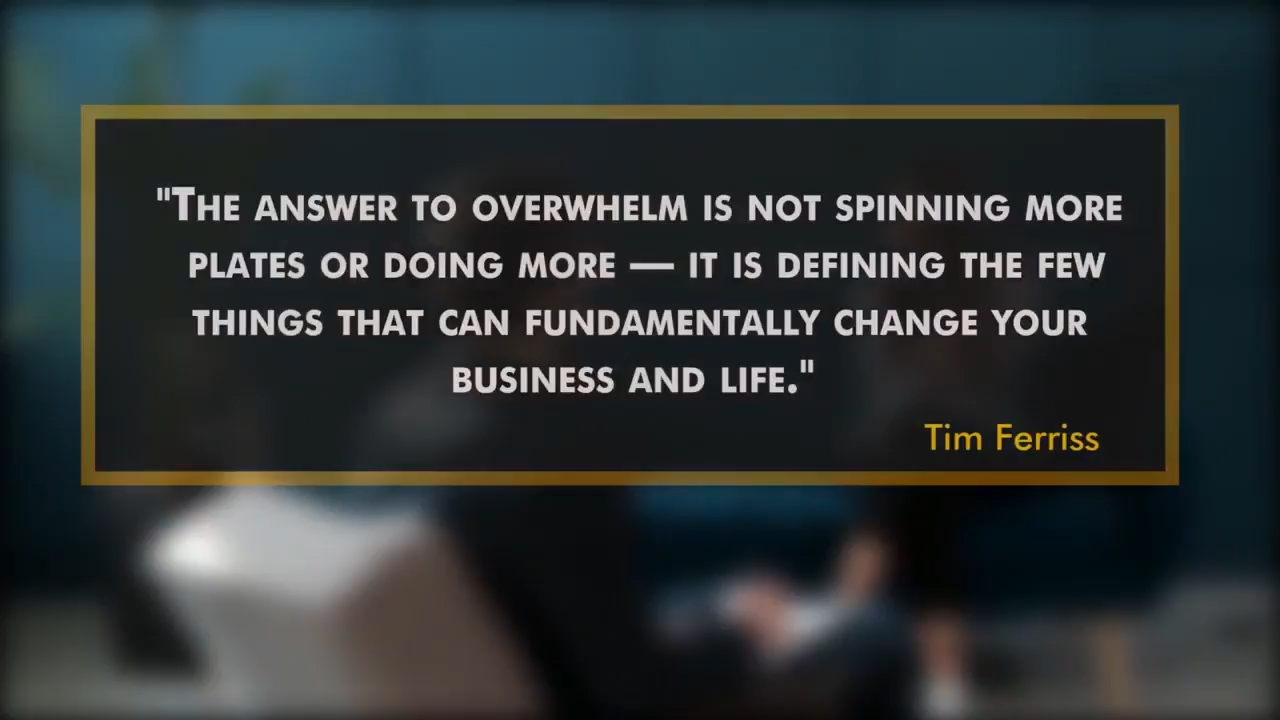 "The answer to overwhelm is not spinning more
plates or doing more — it is defining the few
things that can fundamentally change your
business and life."
Tim Ferriss